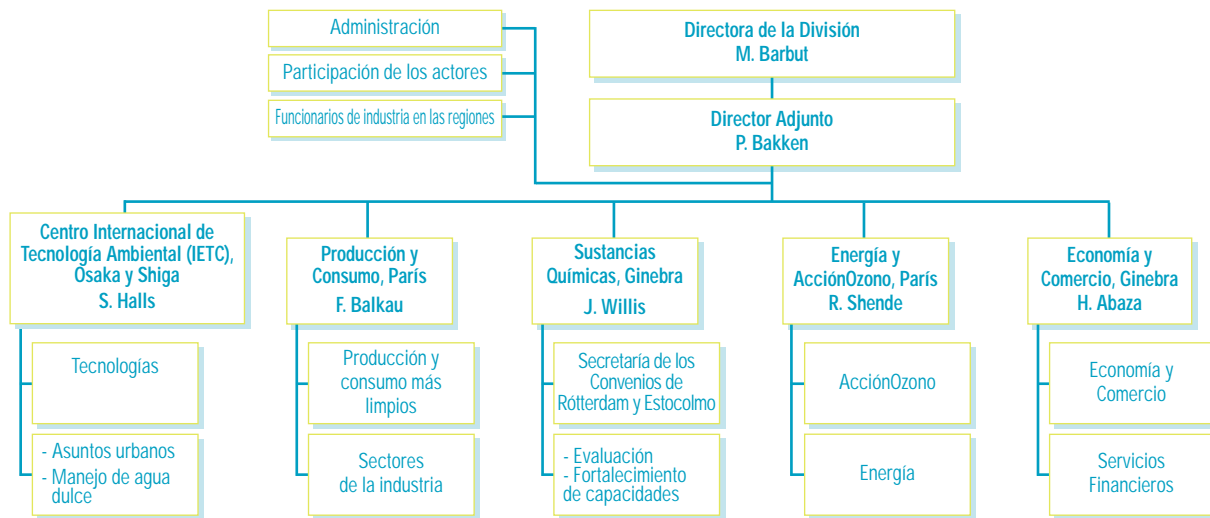 Administración
Participación de los actores
Funcionarios de industria en las regiones
Directora de la División
M. Barbut
Director Adjunto
P. Bakken
Centro Internacional de
Tecnología Ambiental (IETC),
Osaka y Shiga
S. Halls
Tecnologías
- Asuntos urbanos
- Manejo de agua
dulce
Producción y
Consumo, París
F. Balkau
Producción y
consumo más
limpios
Sectores
de la industria
Sustancias
Químicas, Ginebra
J. Willis
Secretaría de los
Convenios de
Rótterdam y Estocolmo
- Evaluación
- Fortalecimiento
de capacidades
Energía y
AcciónOzono, París
R. Shende
AcciónOzono
Energía
Economía y
Comercio, Ginebra
H. Abaza
Economía y
Comercio
Servicios
Financieros